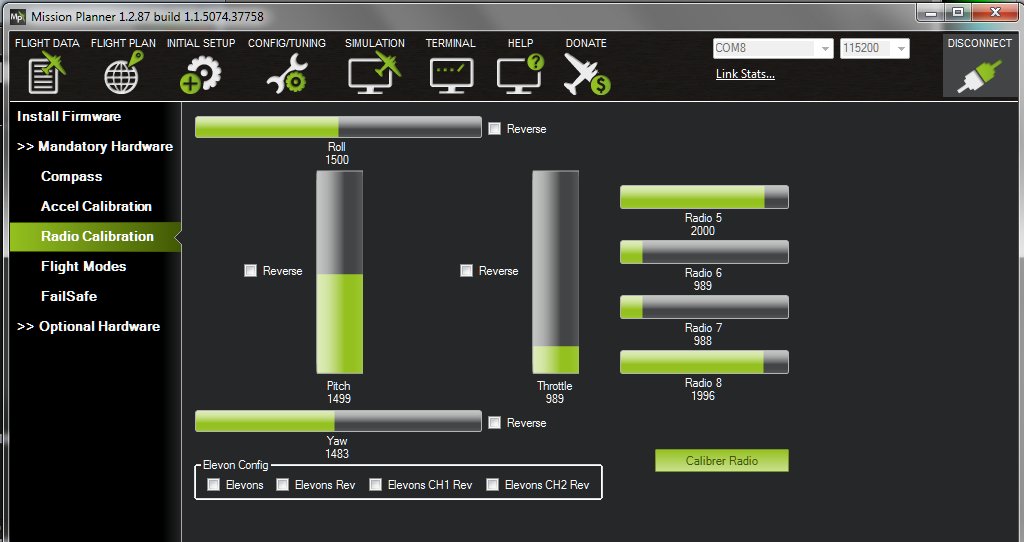 Mission Planner 1.2.87 build 1.1.5074.37758
FLIGHT DATA FLIGHT PLAN INITIAL SETUP CONFIG/TUNING SIMULATION TERMINAL HELP DONATE
COM8 115200
Link Stats...
DISCONNECT
Install Firmware
>> Mandatory Hardware
Compass
Accel Calibration
Radio Calibration
Flight Modes
FailSafe
>> Optional Hardware
Reverse
Roll
1500
Reverse
Pitch
1499
Reverse
Throttle
989
Radio 5
2000
Radio 6
989
Radio 7
988
Radio 8
1996
Reverse
Yaw
1483
Calibrer Radio
Elevon Config
Elevons Elevons Rev Elevons CH1 Rev Elevons CH2 Rev